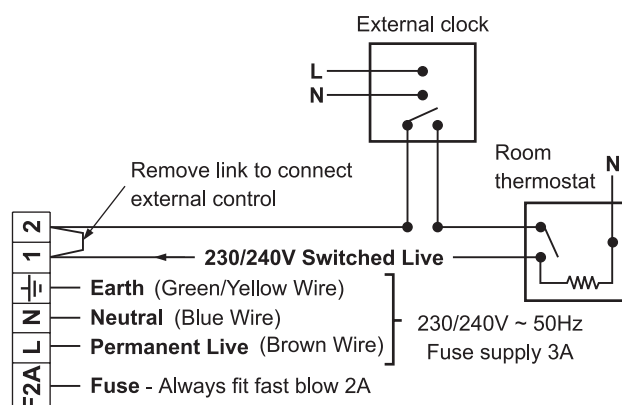 External clock
L
N
Room
thermostat
N
Remove link to connect
external control
2
1
230/240V Switched Live
Earth (Green/Yellow Wire)
N
Neutral (Blue Wire)
L
Permanent Live (Brown Wire)
230/240V ~ 50Hz
Fuse supply 3A
F2A
Fuse - Always fit fast blow 2A